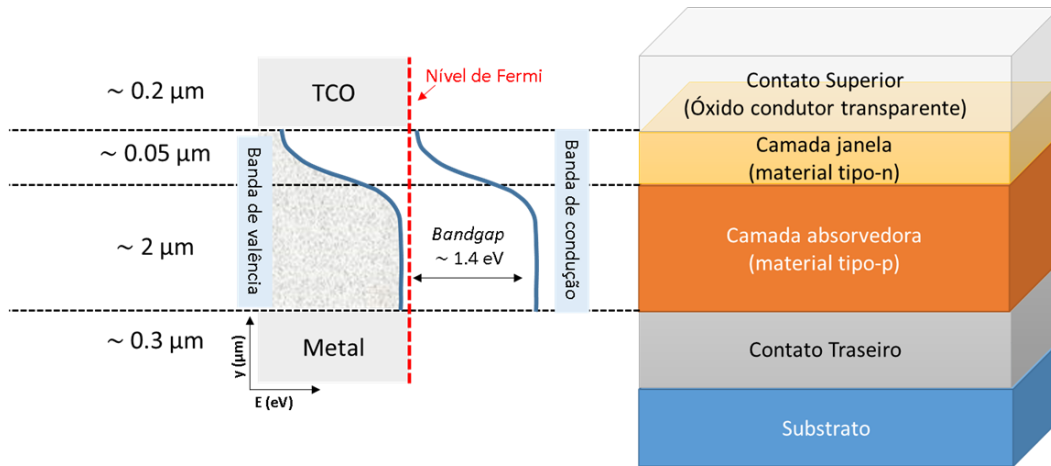 ~ 0.2 µm
~ 0.05 µm
~ 2 µm
~ 0.3 µm
TCO
Nível de Fermi
Banda de valência
Bandgap
~ 1.4 eV
Banda de condução
Metal
y (µm)
E (eV)
Contato Superior
(Óxido condutor transparente)
Camada janela
(material tipo-n)
Camada absorvedora
(material tipo-p)
Contato Traseiro
Substrato